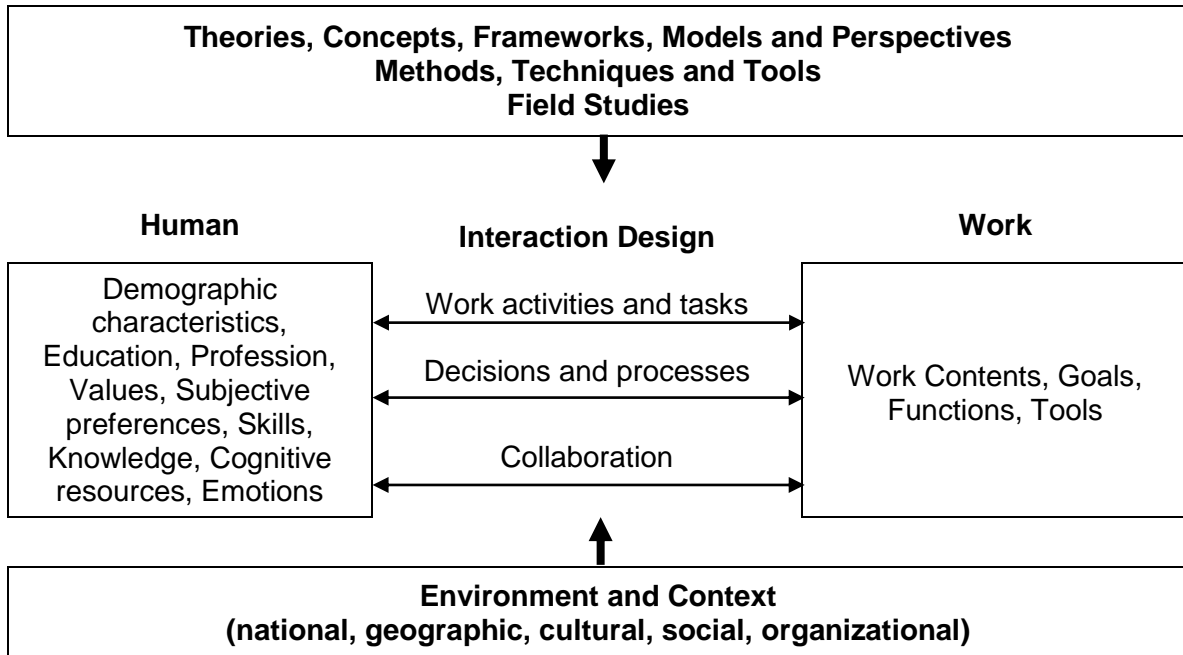 Theories, Concepts, Frameworks, Models and Perspectives
Methods, Techniques and Tools
Field Studies
Human
Interaction Design
Work
Demographic
characteristics,
Education, Profession,
Values, Subjective
preferences, Skills,
Knowledge, Cognitive
resources, Emotions
Work activities and tasks
Decisions and processes
Collaboration
Work Contents, Goals,
Functions, Tools
Environment and Context
(national, geographic, cultural, social, organizational)